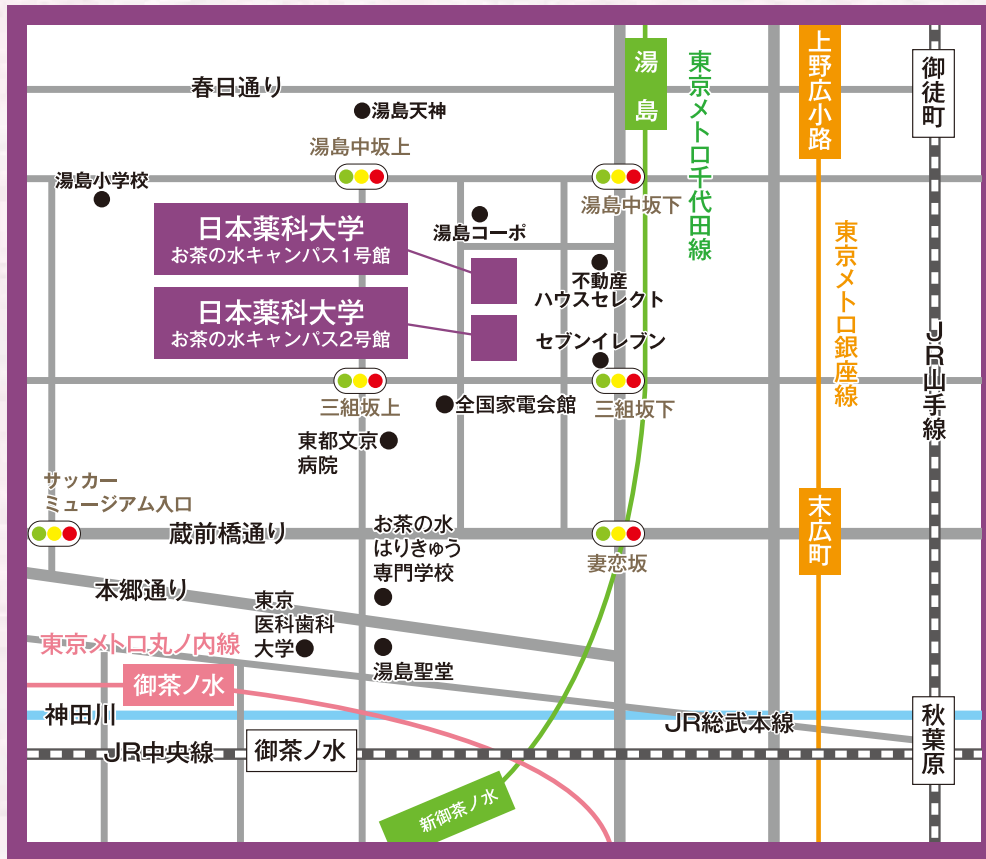 春日通り
湯島天神
湯島中坂上
湯島小学校
日本薬科大学
お茶の水キャンパス1号館
日本薬科大学
お茶の水キャンパス2号館
湯島コーポ
湯島中坂下
不動産
ハウスセレクト
セブンイレブン
三組坂上
全国家電会館
三組坂下
東都文京
病院
サッカー
ミュージアム入口
蔵前橋通り
お茶の水
はりきゅう
専門学校
妻恋坂
本郷通り
東京
医科歯科
大学
湯島聖堂
東京メトロ丸ノ内線
御茶ノ水
神田川
JR総武本線
JR中央線
御茶ノ水
新御茶ノ水
湯島
東京メトロ千代田線
上野広小路
東京メトロ銀座線
末広町
御徒町
JR山手線
秋葉原